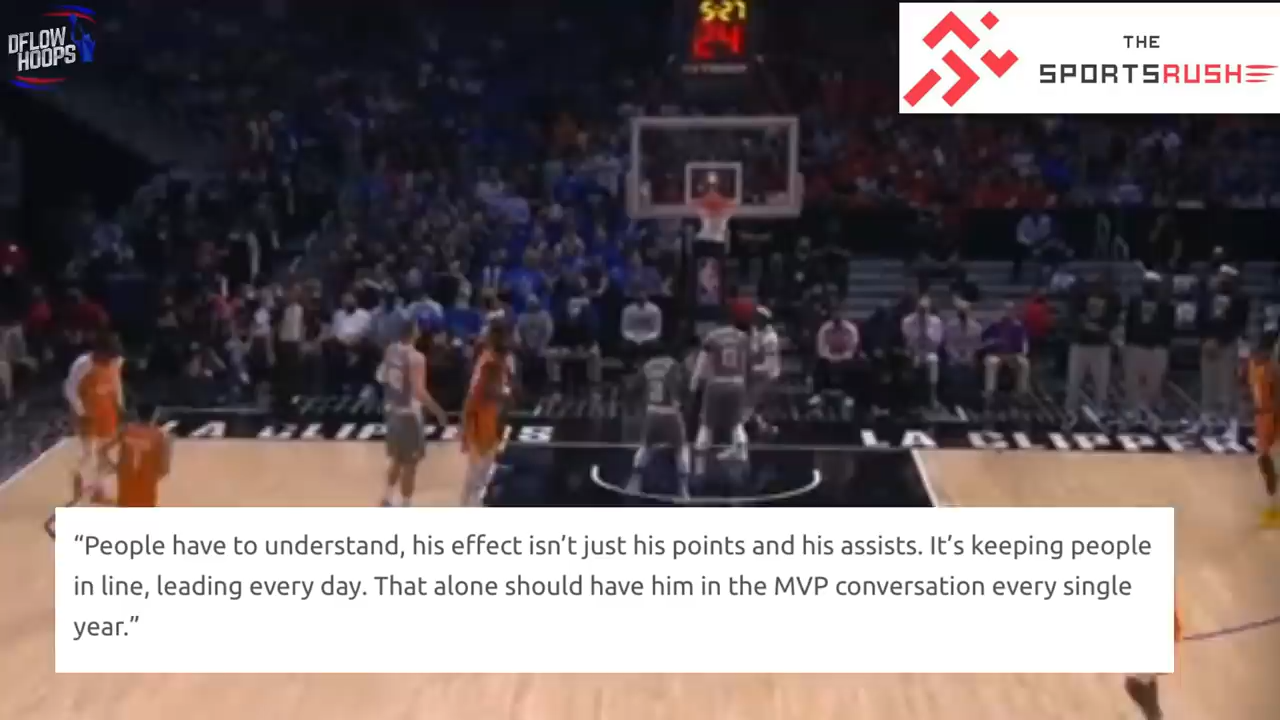 DFLOW
HOOPS
5:27
24
THE
SPORTSRUSH
LA CLIPPERS
LA CLIPPERS
“People have to understand, his effect isn’t just his points and his assists. It’s keeping people
in line, leading every day. That alone should have him in the MVP conversation every single
year.”